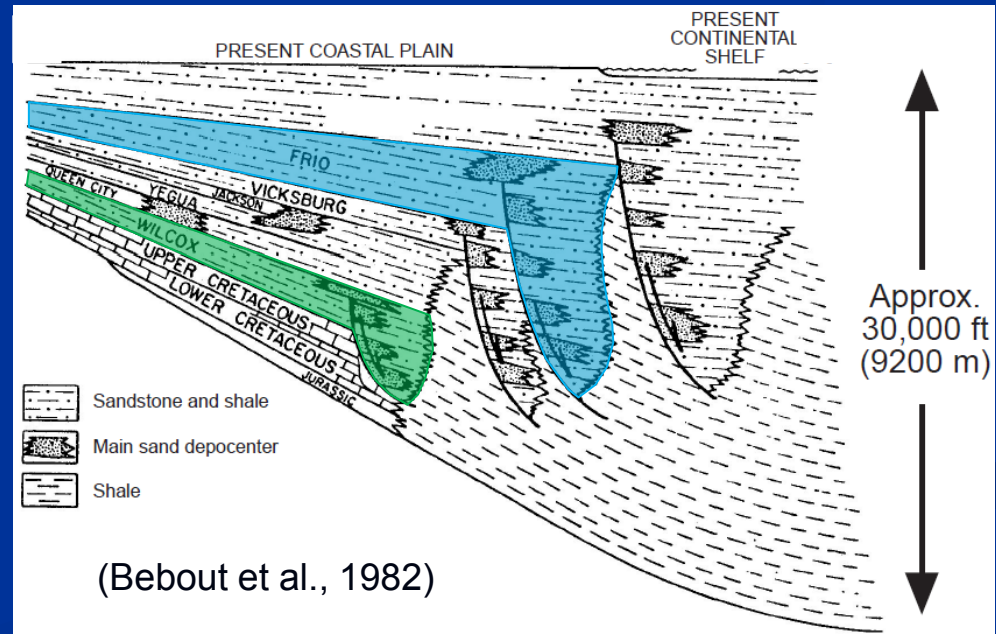 PRESENT COASTAL PLAIN
PRESENT
CONTINENTAL
SHELF
FRIO
VICKSBURG
JACKSON
YEGUA
QUEEN CITY
WILCOX
UPPER CRETACEOUS
LOWER CRETACEOUS
JURASSIC
Approx.
30,000 ft
(9200 m)
Sandstone and shale
Main sand depocenter
Shale
(Bebout et al., 1982)